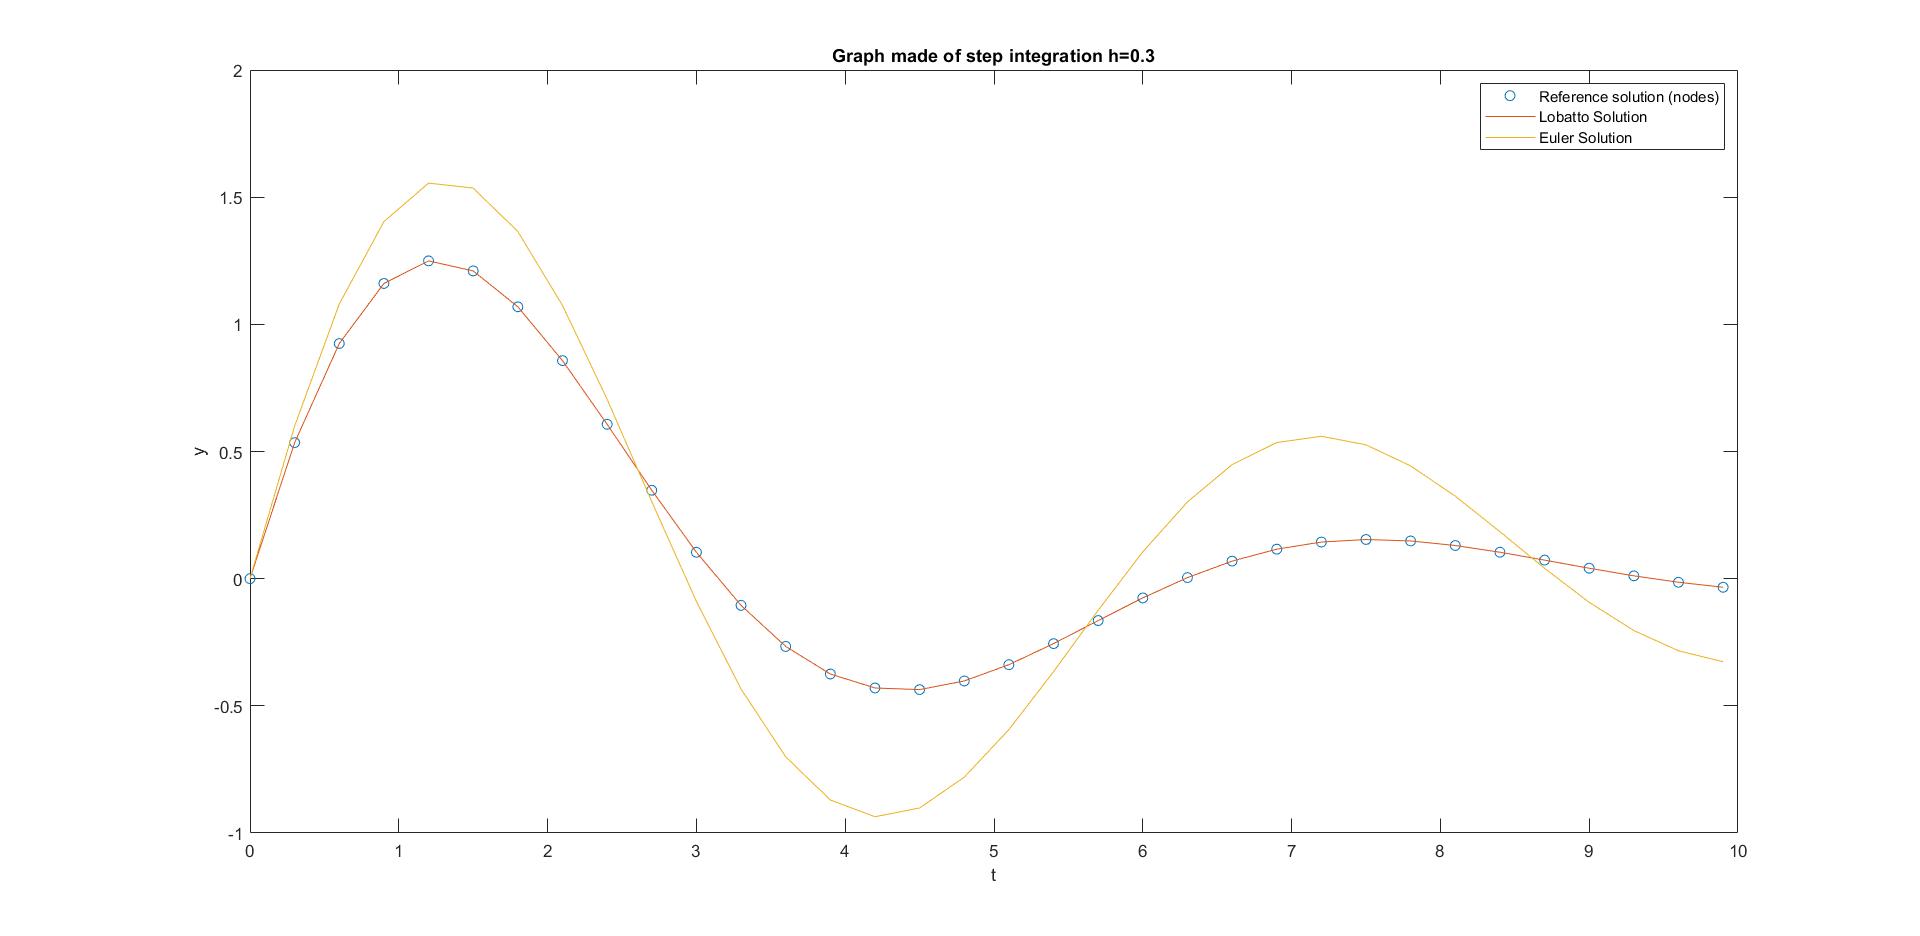 Graph made of step integration h=0.3
Reference solution (nodes)
Lobatto Solution
Euler Solution
2
1.5
1
0.5
0
-0.5
-1
y
0 1 2 3 4 5 6 7 8 9 10
t